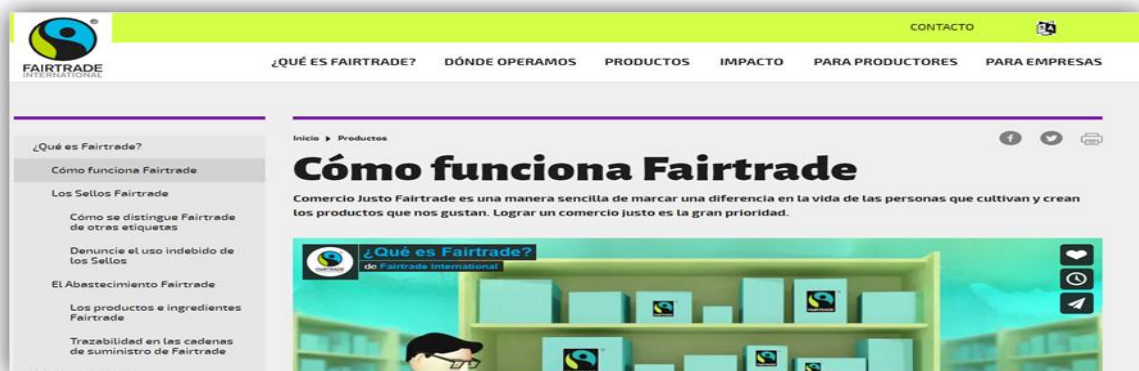 CONTACTO
FAIRTRADE
INTERNATIONAL
¿QUÉ ES FAIRTRADE? DÓNDE OPERAMOS PRODUCTOS IMPACTO PARA PRODUCTORES PARA EMPRESAS
¿Qué es Fairtrade?
Cómo funciona Fairtrade
Los Sellos Fairtrade
Cómo se distingue Fairtrade
de otras etiquetas
Denuncie el uso indebido de
los Sellos
El Abastecimiento Fairtrade
Los productos e ingredientes
Fairtrade
Trazabilidad en las cadenas
de suministro de Fairtrade
Inicio Productos
Cómo funciona Fairtrade
Comercio Justo Fairtrade es una manera sencilla de marcar una diferencia en la vida de las personas que cultivan y crean
los productos que nos gustan. Lograr un comercio justo es la gran prioridad.
¿Qué es Fairtrade?
de Fairtrade International